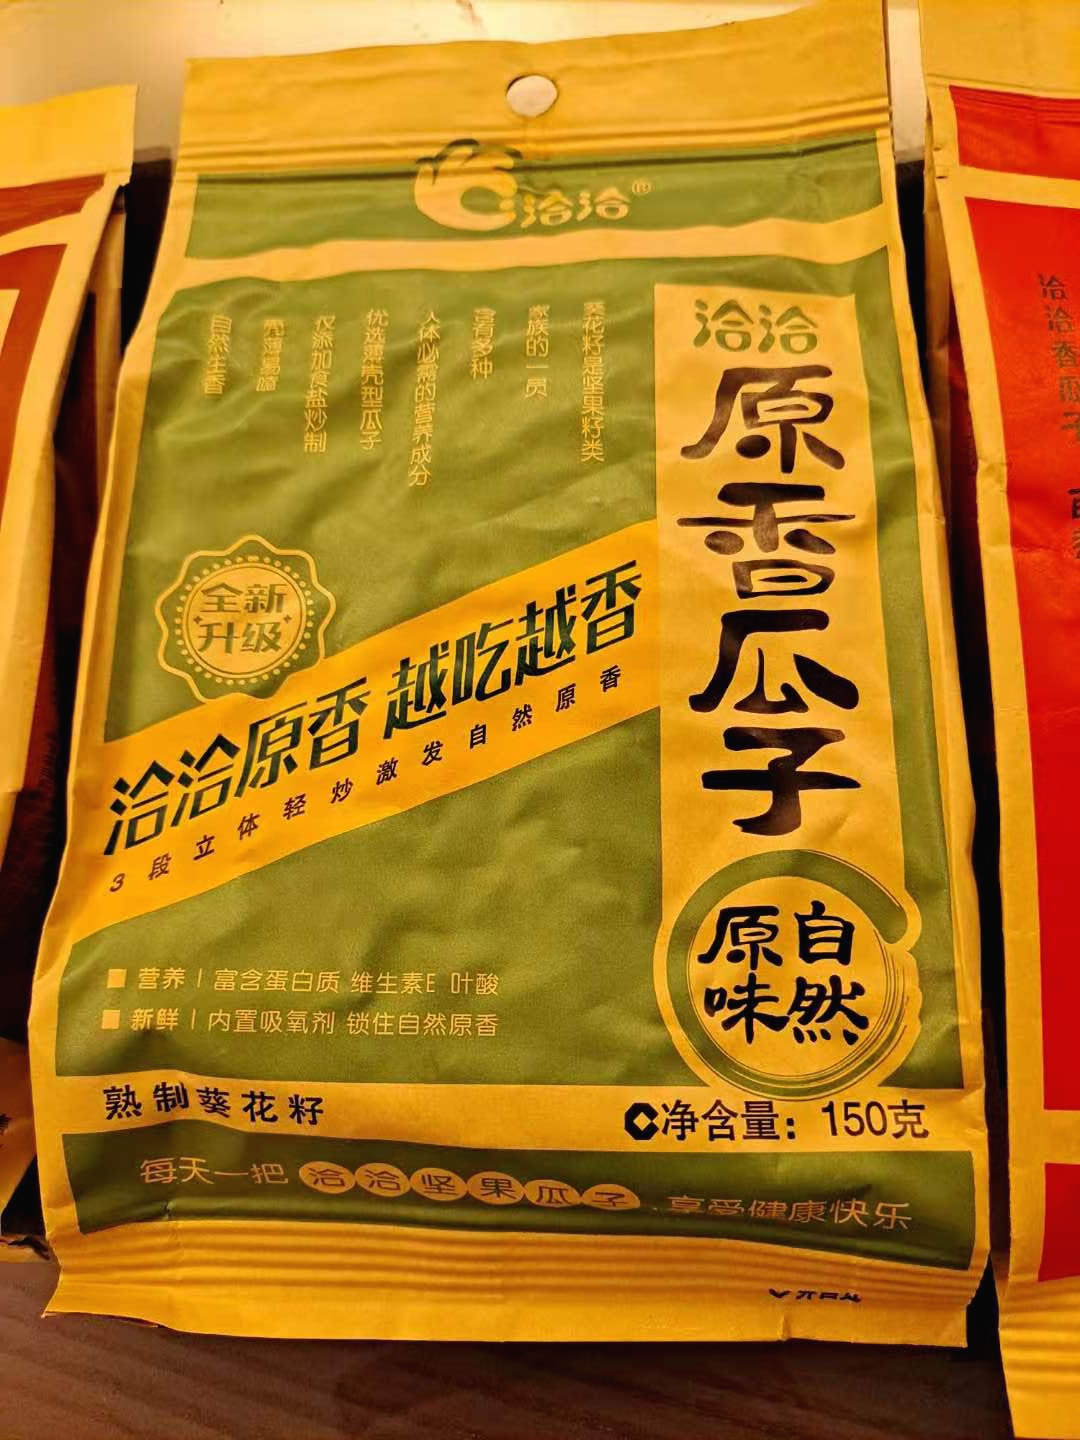 洽洽®
洽洽
原香瓜子
自然
原味
葵花籽是坚果籽类
家族的一员
含有多种
人体必需的营养成分
优选薄壳型瓜子
仅添加食盐炒制
壳薄易嗑
自然生香
全新
升级
洽洽原香 越吃越香
3段立体轻炒激发自然原香
营养 | 富含蛋白质 维生素E 叶酸
新鲜 | 内置吸氧剂 锁住自然原香
熟制葵花籽
净含量：150克
每天一把 洽洽坚果瓜子 享受健康快乐
洽洽香瓜子